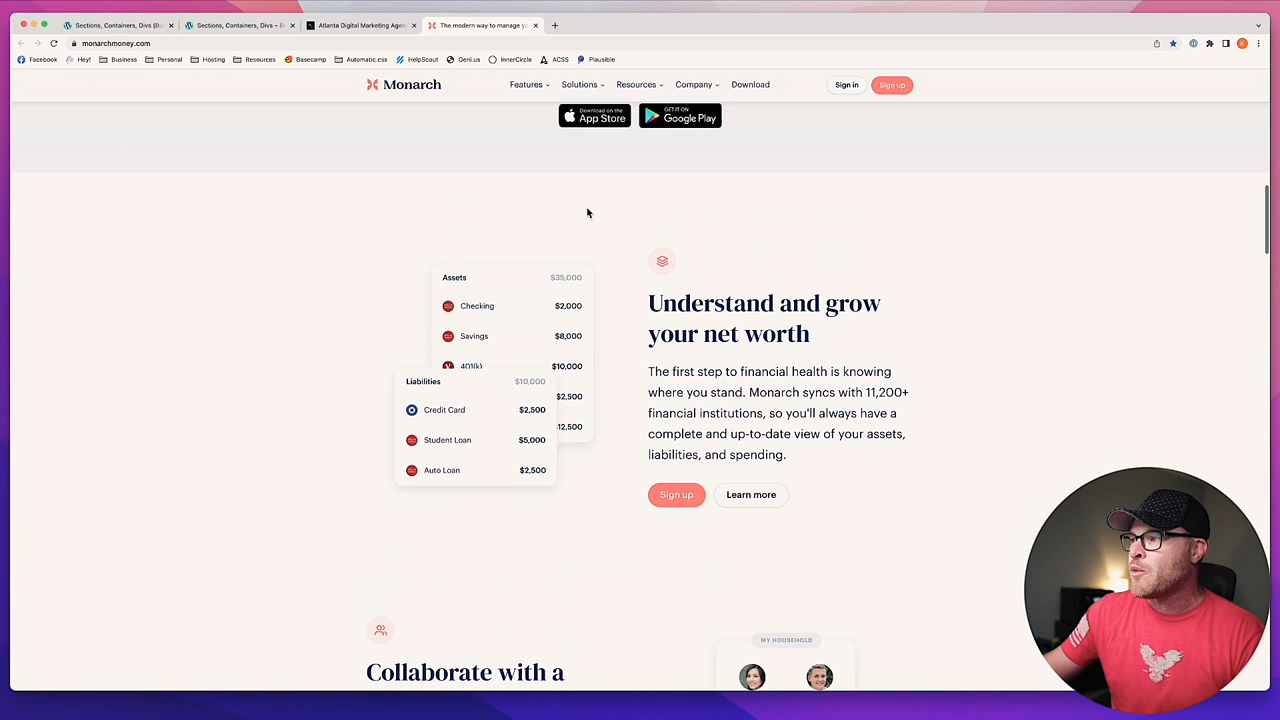 Sections, Containers, Divs (Bu
Sections, Containers, Divs – B
Atlanta Digital Marketing Agen
The modern way to manage yo
monarchmoney.com
Facebook
Hey!
Business
Personal
Hosting
Resources
Basecamp
Automatic.css
HelpScout
Geni.us
InnerCircle
ACSS
Plausible
Monarch
Features
Solutions
Resources
Company
Download
Sign in
Sign up
Download on the
App Store
GET IT ON
Google Play
Assets $35,000
Checking $2,000
Savings $8,000
401(k) $10,000
$2,500
12,500
Liabilities $10,000
Credit Card $2,500
Student Loan $5,000
Auto Loan $2,500
Understand and grow
your net worth
The first step to financial health is knowing
where you stand. Monarch syncs with 11,200+
financial institutions, so you'll always have a
complete and up-to-date view of your assets,
liabilities, and spending.
Sign up
Learn more
Collaborate with a
MY HOUSEHOLD